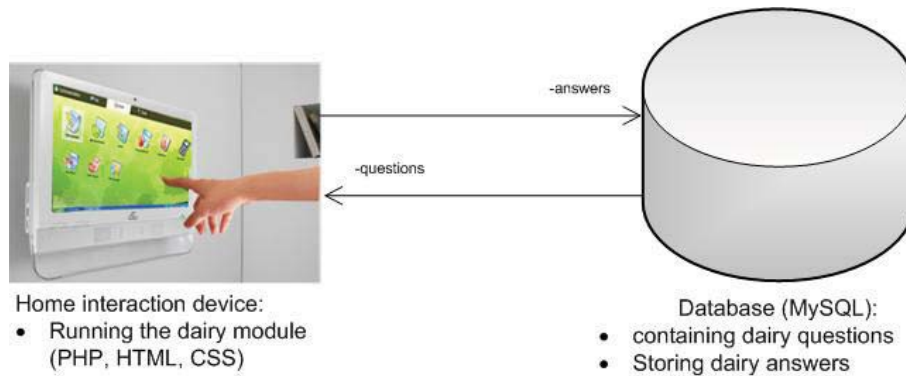 -answers
-questions
Home interaction device:
• Running the dairy module
(PHP, HTML, CSS)
Database (MySQL):
• containing dairy questions
• Storing dairy answers